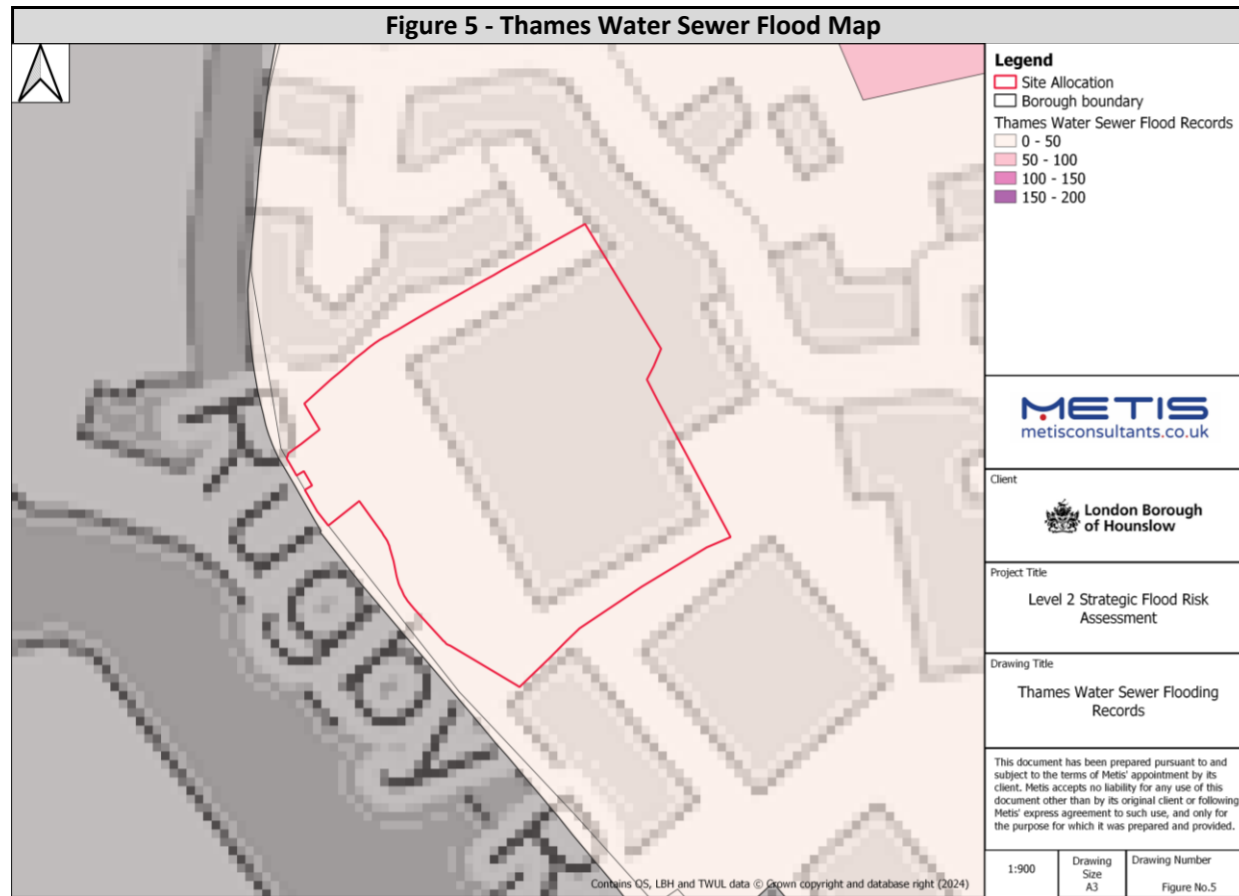 Figure 5 - Thames Water Sewer Flood Map
Legend
Site Allocation
Borough boundary
Thames Water Sewer Flood Records
0 - 50
50 - 100
100 - 150
150 - 200
METIS
metisconsultants.co.uk
Client
London Borough
of Hounslow
Project Title
Level 2 Strategic Flood Risk
Assessment
Drawing Title
Thames Water Sewer Flooding
Records
This document has been prepared pursuant to and
subject to the terms of Metis' appointment by its
client. Metis accepts no liability for any use of this
document other than by its original client or following
Metis' express agreement to such use, and only for
the purpose for which it was prepared and provided.
1:900
Drawing
Size
A3
Drawing Number
Figure No.5
Rugby R
Contains OS, LBH and TWUL data © Crown copyright and database right (2024)